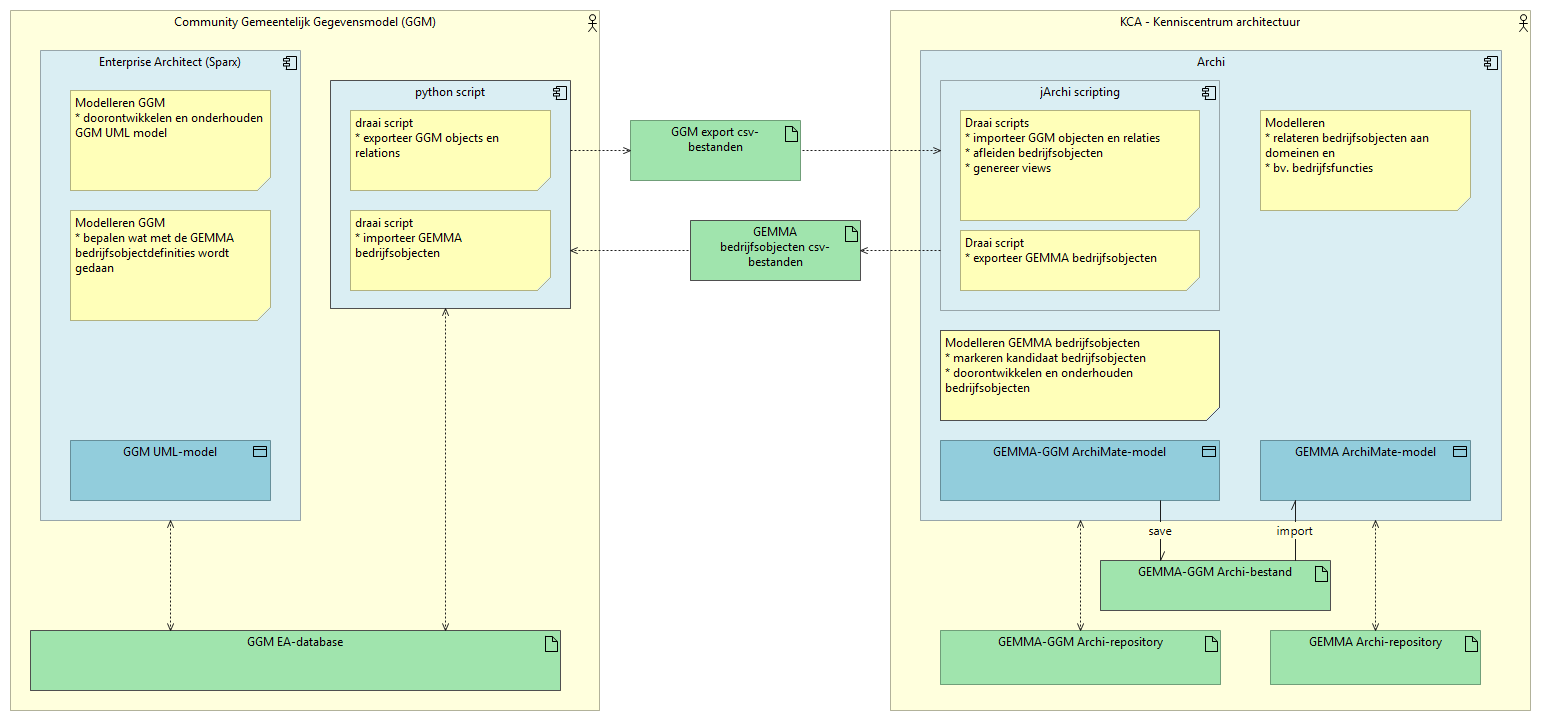 Community Gemeentelijk Gegevensmodel (GGM)
Enterprise Architect (Sparx)
Modelleren GGM
* doorontwikkelen en onderhouden
GGM UML model
Modelleren GGM
* bepalen wat met de GEMMA
bedrijfsobjectdefinities wordt
gedaan
GGM UML-model
python script
draai script
* exporteer GGM objects en
relations
draai script
* importeer GEMMA
bedrijfsobjecten
GGM EA-database
GGM export csv-
bestanden
GEMMA
bedrijfsobjecten csv-
bestanden
KCA - Kenniscentrum architectuur
Archi
jArchi scripting
Draai scripts
* importeer GGM objecten en relaties
* afleiden bedrijfsobjecten
* genereer views
Draai script
* exporteer GEMMA bedrijfsobjecten
Modelleren
* relateren bedrijfsobjecten aan
domeinen en
* bv. bedrijfsfuncties
Modelleren GEMMA bedrijfsobjecten
* markeren kandidaat bedrijfsobjecten
* doorontwikkelen en onderhouden
bedrijfsobjecten
GEMMA-GGM ArchiMate-model
GEMMA ArchiMate-model
save
import
GEMMA-GGM Archi-bestand
GEMMA-GGM Archi-repository
GEMMA Archi-repository